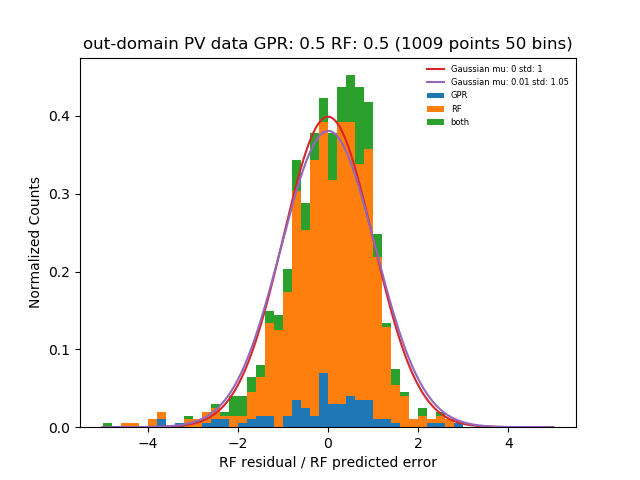 out-domain PV data GPR: 0.5 RF: 0.5 (1009 points 50 bins)
Gaussian mu: 0 std: 1
Gaussian mu: 0.01 std: 1.05
GPR
RF
both
Normalized Counts
0.4
0.3
0.2
0.1
0.0
−4
−2
0
2
4
RF residual / RF predicted error